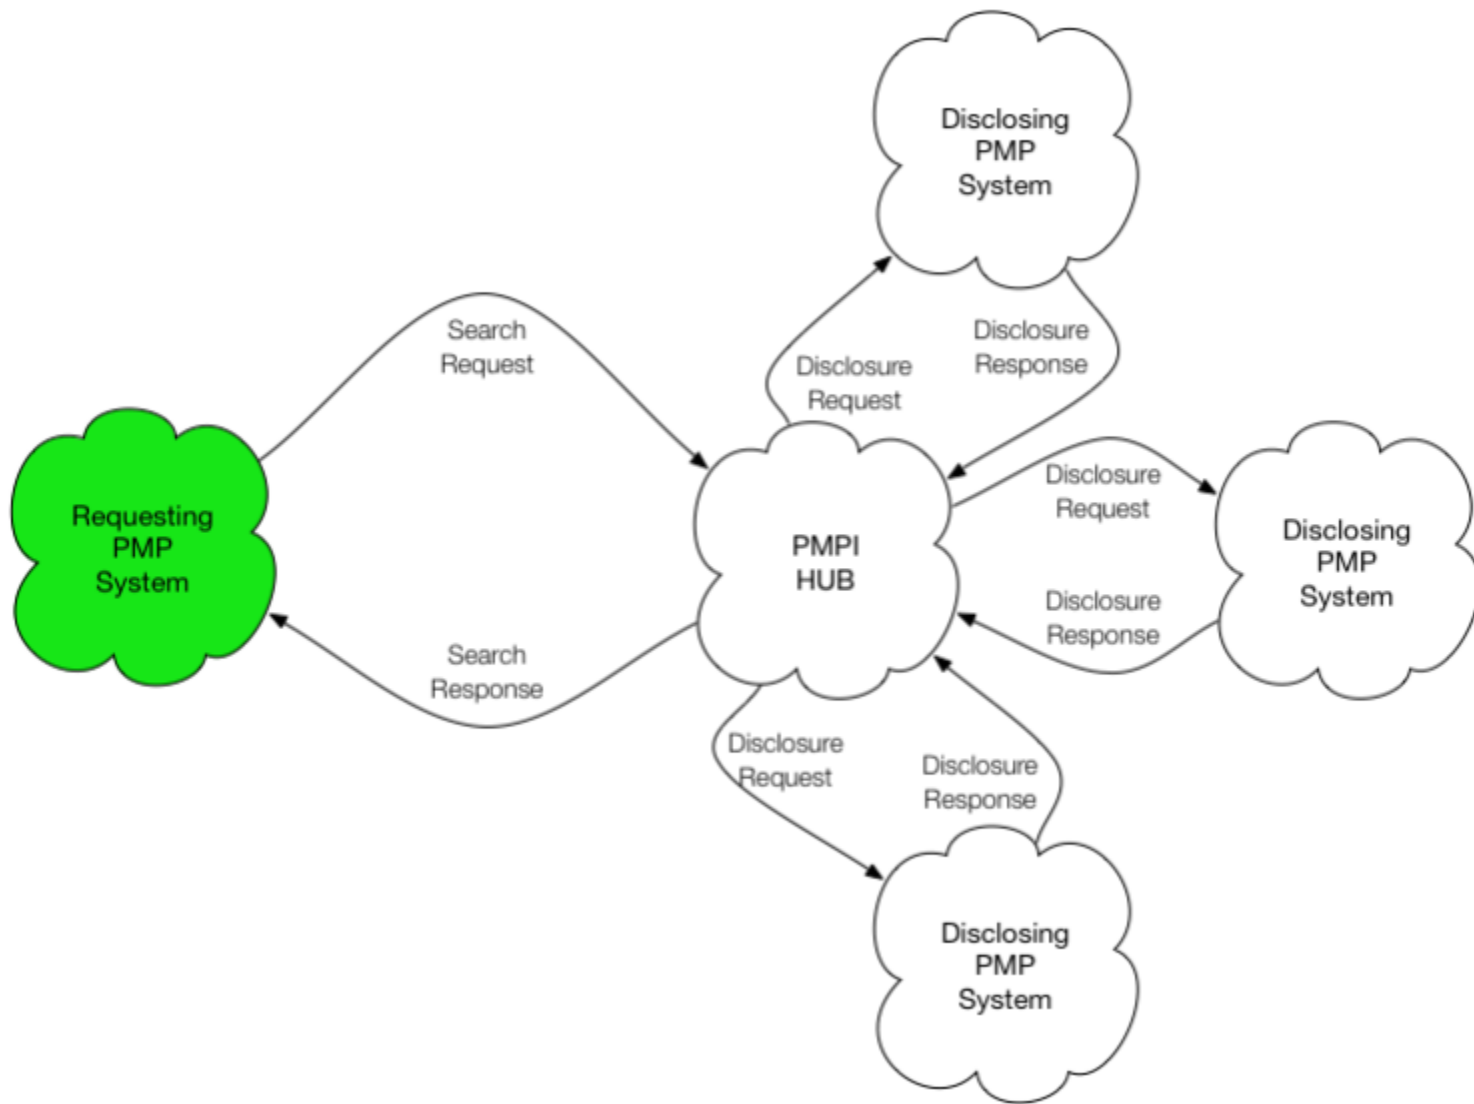 Disclosing
PMP
System
Search
Request
Disclosure
Response
Disclosure
Request
Requesting
PMP
System
PMPI
HUB
Disclosure
Request
Disclosing
PMP
System
Disclosure
Response
Search
Response
Disclosure
Request
Disclosure
Response
Disclosing
PMP
System